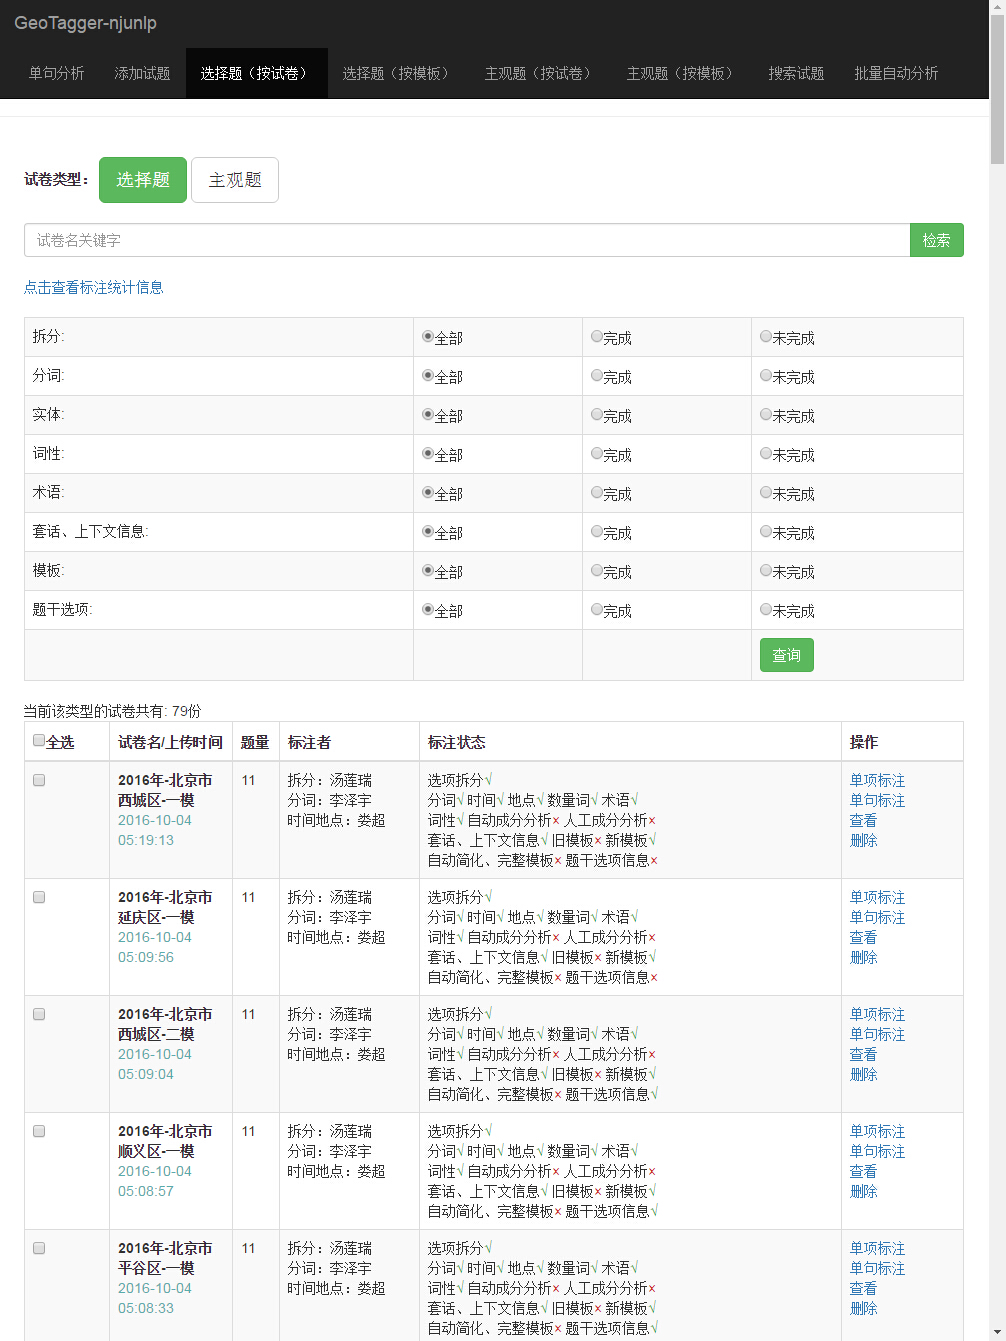 GeoTagger-njunlp
单句分析 添加试题 选择题（按试卷） 选择题（按模板） 主观题（按试卷） 主观题（按模板） 搜索试题 批量自动分析
试卷类型： 选择题 主观题
试卷名关键字 检索
点击查看标注统计信息
拆分: 全部 完成 未完成
分词: 全部 完成 未完成
实体: 全部 完成 未完成
词性: 全部 完成 未完成
术语: 全部 完成 未完成
套话、上下文信息: 全部 完成 未完成
模板: 全部 完成 未完成
题干选项: 全部 完成 未完成
查询
当前该类型的试卷共有: 79份
全选 试卷名/上传时间 题量 标注者 标注状态 操作
2016年-北京市 11 拆分：汤莲瑞 选项拆分√ 单项标注
西城区-一模 分词：李泽宇 分词√ 时间√ 地点√ 数量词√ 术语√ 单句标注
2016-10-04 时间地点：娄超 词性√ 自动成分分析× 人工成分分析× 查看
05:19:13 套话、上下文信息√ 旧模板× 新模板√ 删除
自动简化、完整模板× 题干选项信息×
2016年-北京市 11 拆分：汤莲瑞 选项拆分√ 单项标注
延庆区-一模 分词：李泽宇 分词√ 时间√ 地点√ 数量词√ 术语√ 单句标注
2016-10-04 时间地点：娄超 词性√ 自动成分分析× 人工成分分析× 查看
05:09:56 套话、上下文信息√ 旧模板× 新模板√ 删除
自动简化、完整模板× 题干选项信息×
2016年-北京市 11 拆分：汤莲瑞 选项拆分√ 单项标注
西城区-二模 分词：李泽宇 分词√ 时间√ 地点√ 数量词√ 术语√ 单句标注
2016-10-04 时间地点：娄超 词性√ 自动成分分析× 人工成分分析× 查看
05:09:04 套话、上下文信息√ 旧模板× 新模板√ 删除
自动简化、完整模板× 题干选项信息√
2016年-北京市 11 拆分：汤莲瑞 选项拆分√ 单项标注
顺义区-一模 分词：李泽宇 分词√ 时间√ 地点√ 数量词√ 术语√ 单句标注
2016-10-04 时间地点：娄超 词性√ 自动成分分析× 人工成分分析× 查看
05:08:57 套话、上下文信息√ 旧模板× 新模板√ 删除
自动简化、完整模板× 题干选项信息√
2016年-北京市 11 拆分：汤莲瑞 选项拆分√ 单项标注
平谷区-一模 分词：李泽宇 分词√ 时间√ 地点√ 数量词√ 术语√ 单句标注
2016-10-04 时间地点：娄超 词性√ 自动成分分析× 人工成分分析× 查看
05:08:33 套话、上下文信息√ 旧模板× 新模板√ 删除
自动简化、完整模板× 题干选项信息√